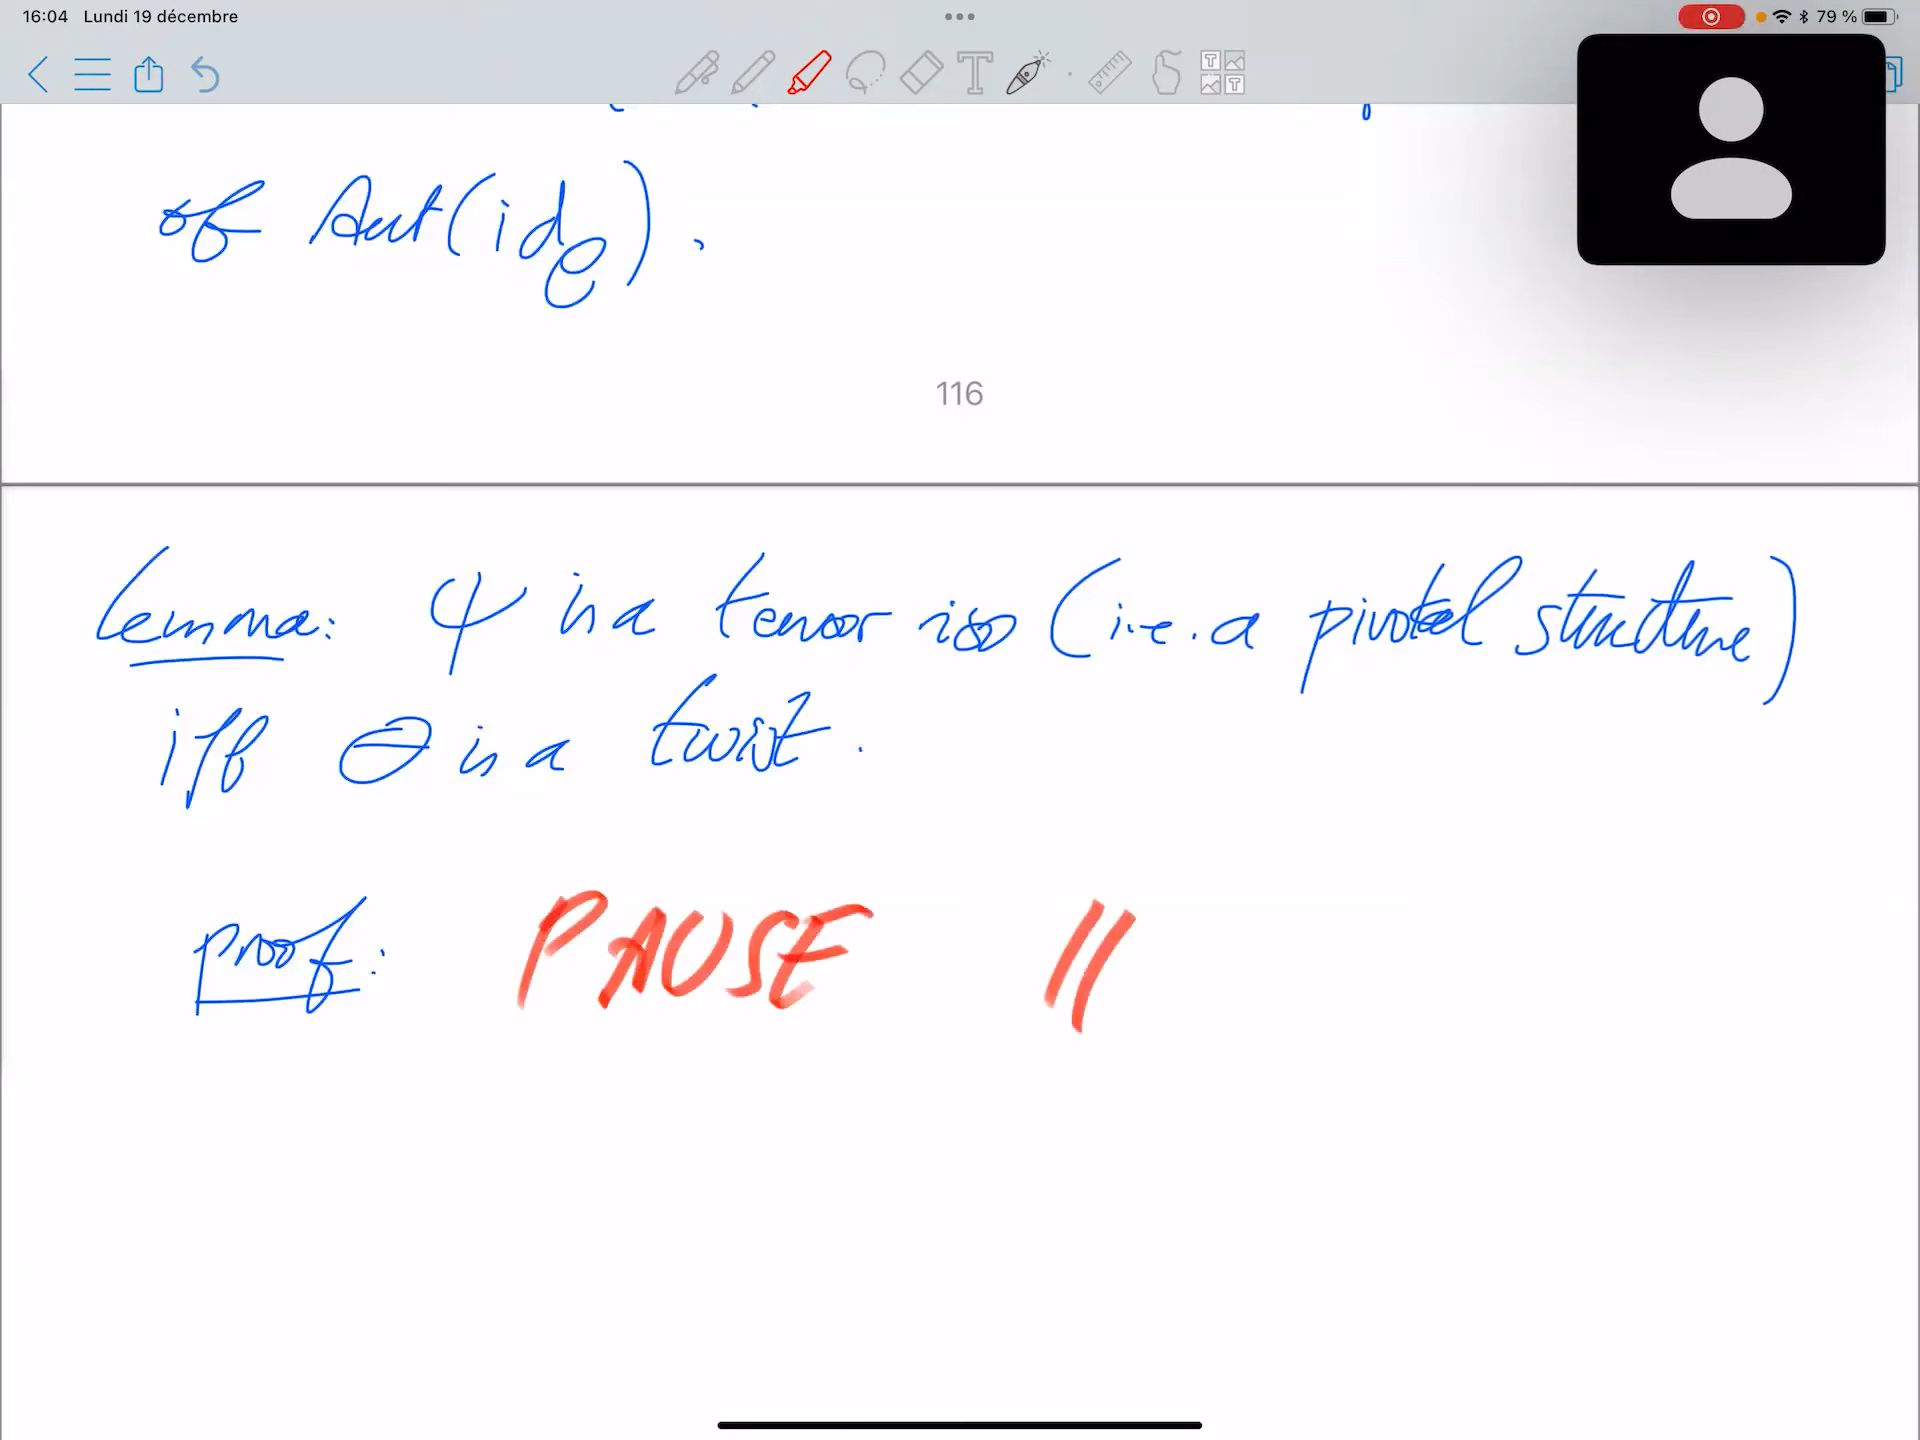 16:04 Lundi 19 décembre 79 %
of Aut(id_C).
116
Lemma: ψ is a tensor iso (i.e. a pivotal structure)
iff θ is a twist.
proof: PAUSE ||